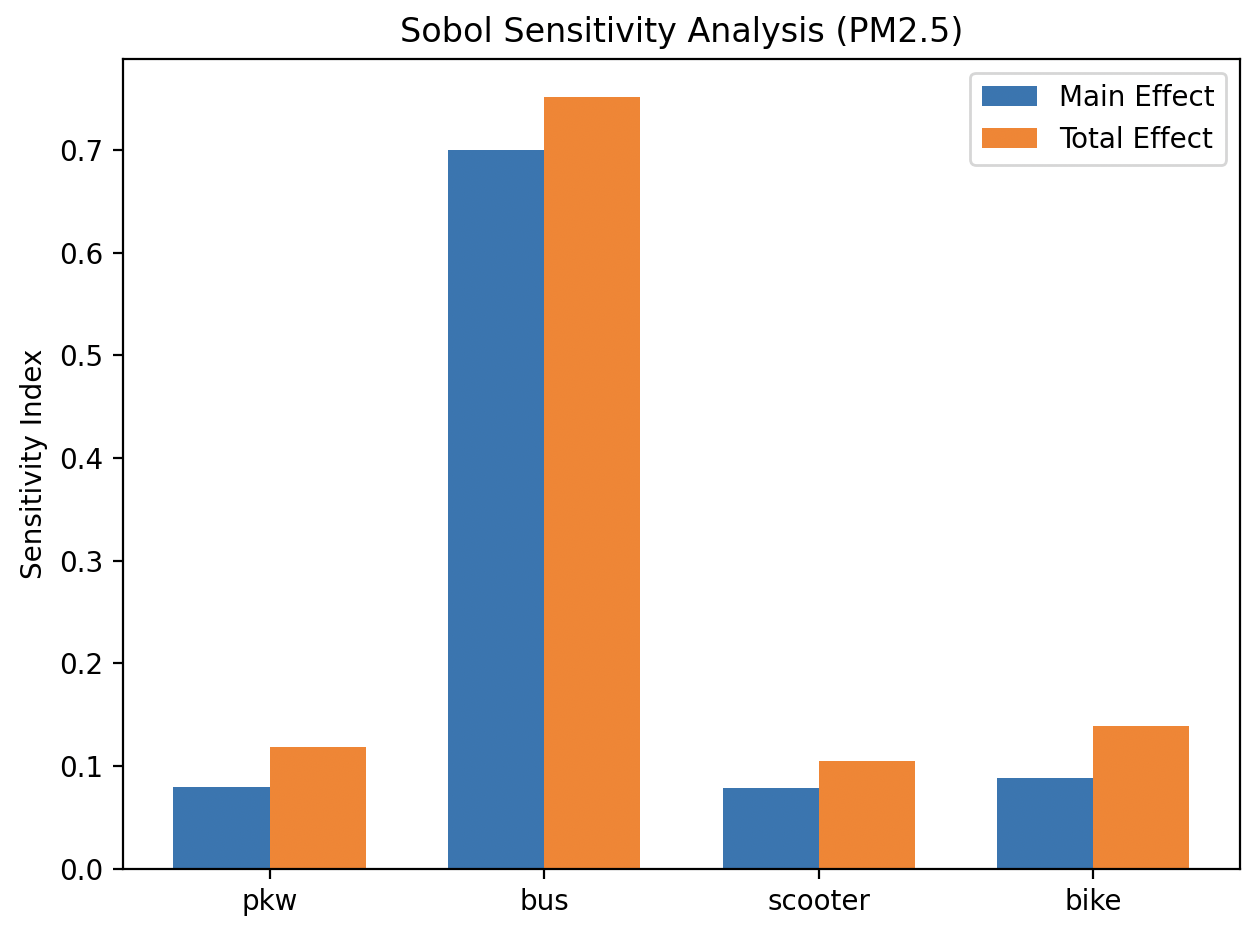 Sobol Sensitivity Analysis (PM2.5)
Main Effect
Total Effect
Sensitivity Index
0.7
0.6
0.5
0.4
0.3
0.2
0.1
0.0
pkw bus scooter bike